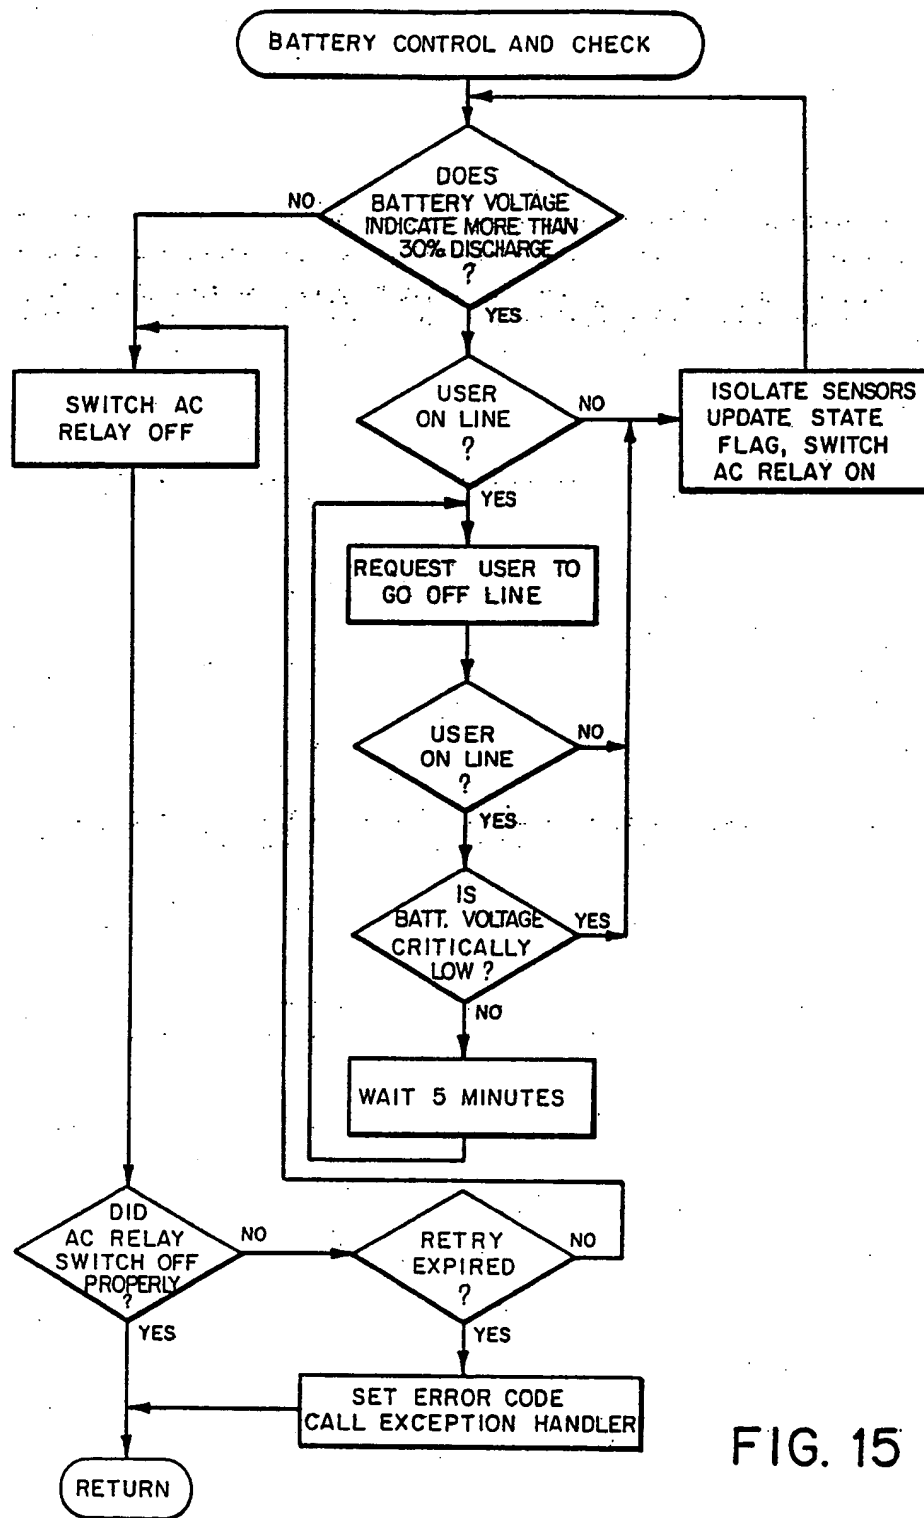 BATTERY CONTROL AND CHECK
DOES
BATTERY VOLTAGE
INDICATE MORE THAN
30% DISCHARGE
?
NO
YES
SWITCH AC
RELAY OFF
USER
ON LINE
?
NO
YES
ISOLATE SENSORS
UPDATE STATE
FLAG, SWITCH
AC RELAY ON
REQUEST USER TO
GO OFF LINE
USER
ON LINE
?
NO
YES
IS
BATT. VOLTAGE
CRITICALLY
LOW ?
YES
NO
WAIT 5 MINUTES
DID
AC RELAY
SWITCH OFF
PROPERLY
?
NO
YES
RETRY
EXPIRED
?
NO
YES
SET ERROR CODE
CALL EXCEPTION HANDLER
RETURN
FIG. 15